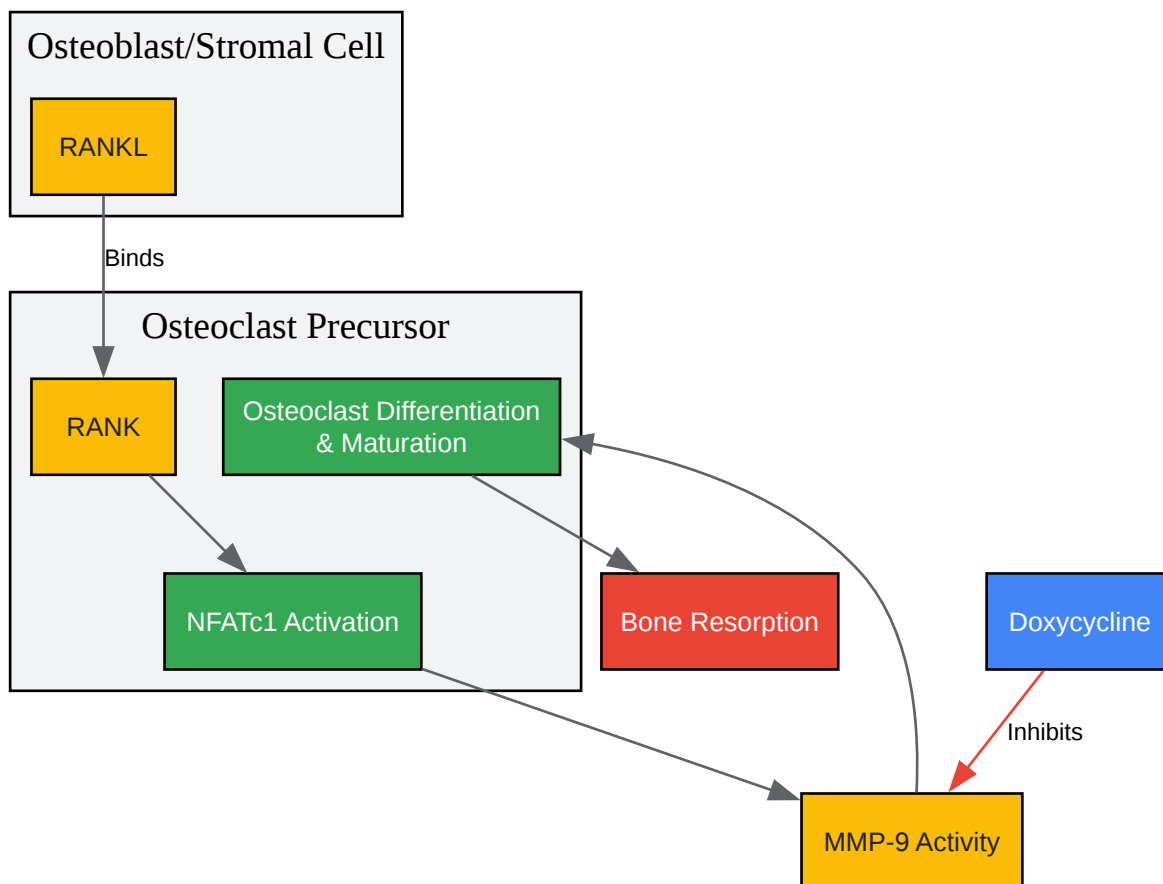 Osteoblast/Stromal Cell
RANKL
Binds
Osteoclast Precursor
RANK
Osteoclast Differentiation
& Maturation
NFATc1 Activation
Bone Resorption
Doxycycline
Inhibits
MMP-9 Activity